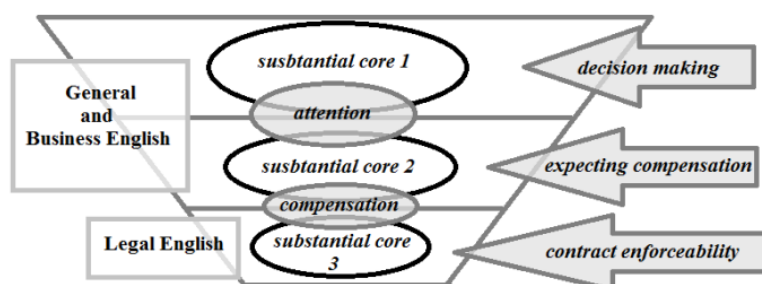 susbtantial core 1
decision making
General
and
Business English
attention
susbtantial core 2
expecting compensation
compensation
Legal English
substantial core
3
contract enforceability